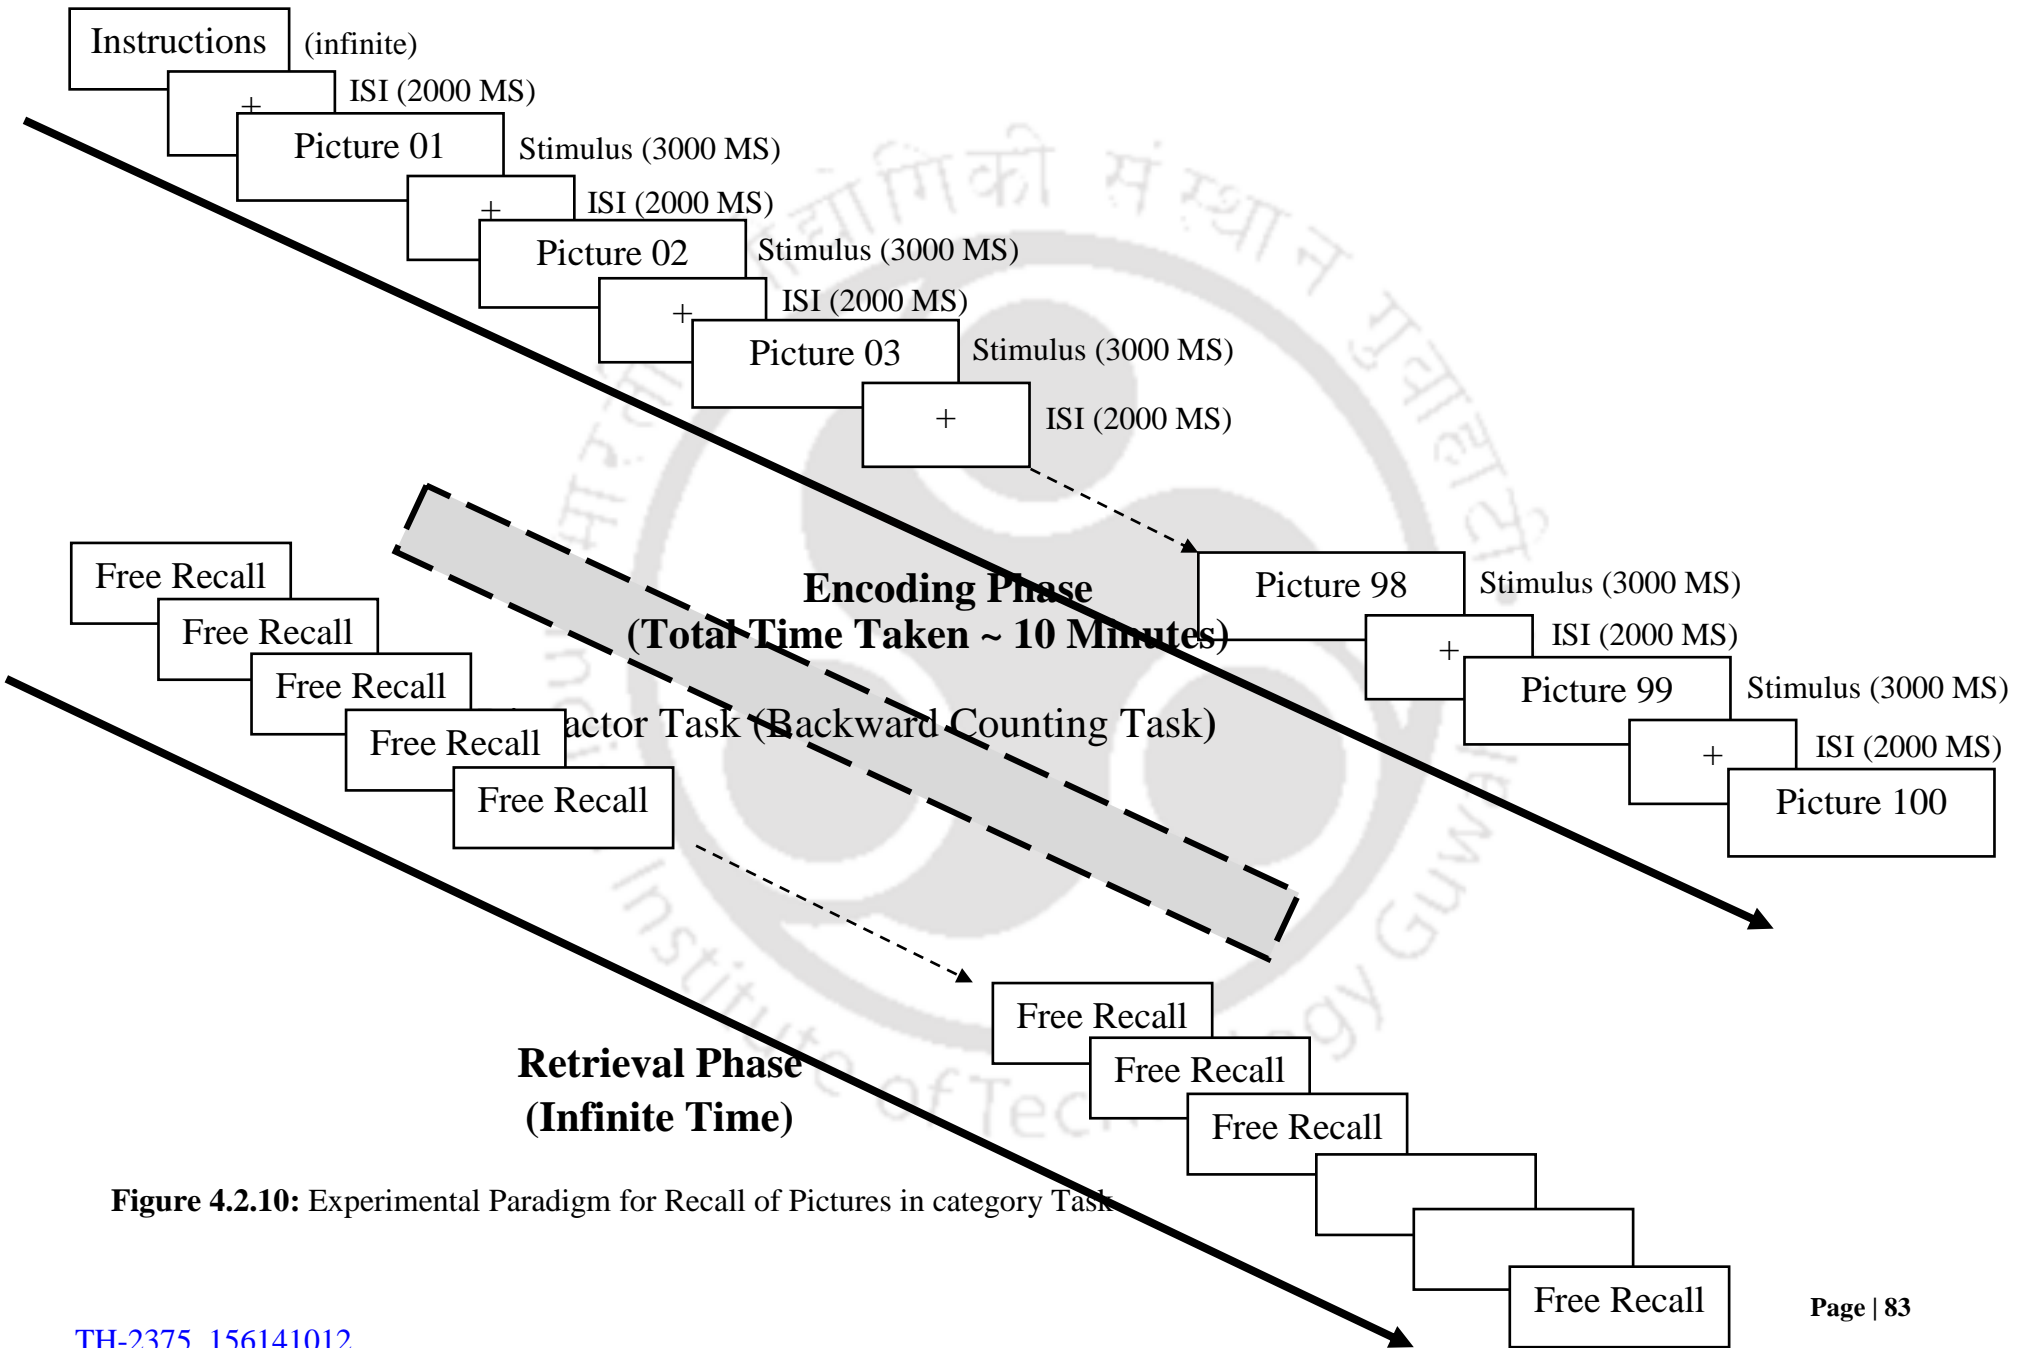 Instructions
(infinite)
+
ISI (2000 MS)
Picture 01
Stimulus (3000 MS)
+
ISI (2000 MS)
Picture 02
Stimulus (3000 MS)
+
ISI (2000 MS)
Picture 03
Stimulus (3000 MS)
+
ISI (2000 MS)
Picture 98
Stimulus (3000 MS)
+
ISI (2000 MS)
Picture 99
Stimulus (3000 MS)
+
ISI (2000 MS)
Picture 100
Encoding Phase
(Total Time Taken ~ 10 Minutes)
actor Task (Backward Counting Task)
Free Recall
Free Recall
Free Recall
Free Recall
Free Recall
Free Recall
Free Recall
Free Recall
Free Recall
Retrieval Phase
(Infinite Time)
Figure 4.2.10: Experimental Paradigm for Recall of Pictures in category Task
Page | 83
TH-2375_156141012
संस्थान
Institute of Tec